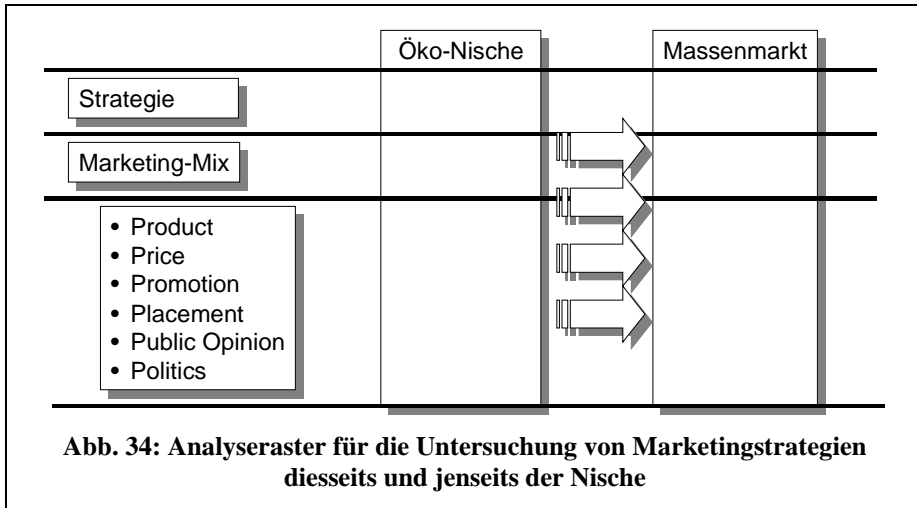 Öko-Nische
Massenmarkt
Strategie
Marketing-Mix
• Product
• Price
• Promotion
• Placement
• Public Opinion
• Politics
Abb. 34: Analyseraster für die Untersuchung von Marketingstrategien
diesseits und jenseits der Nische